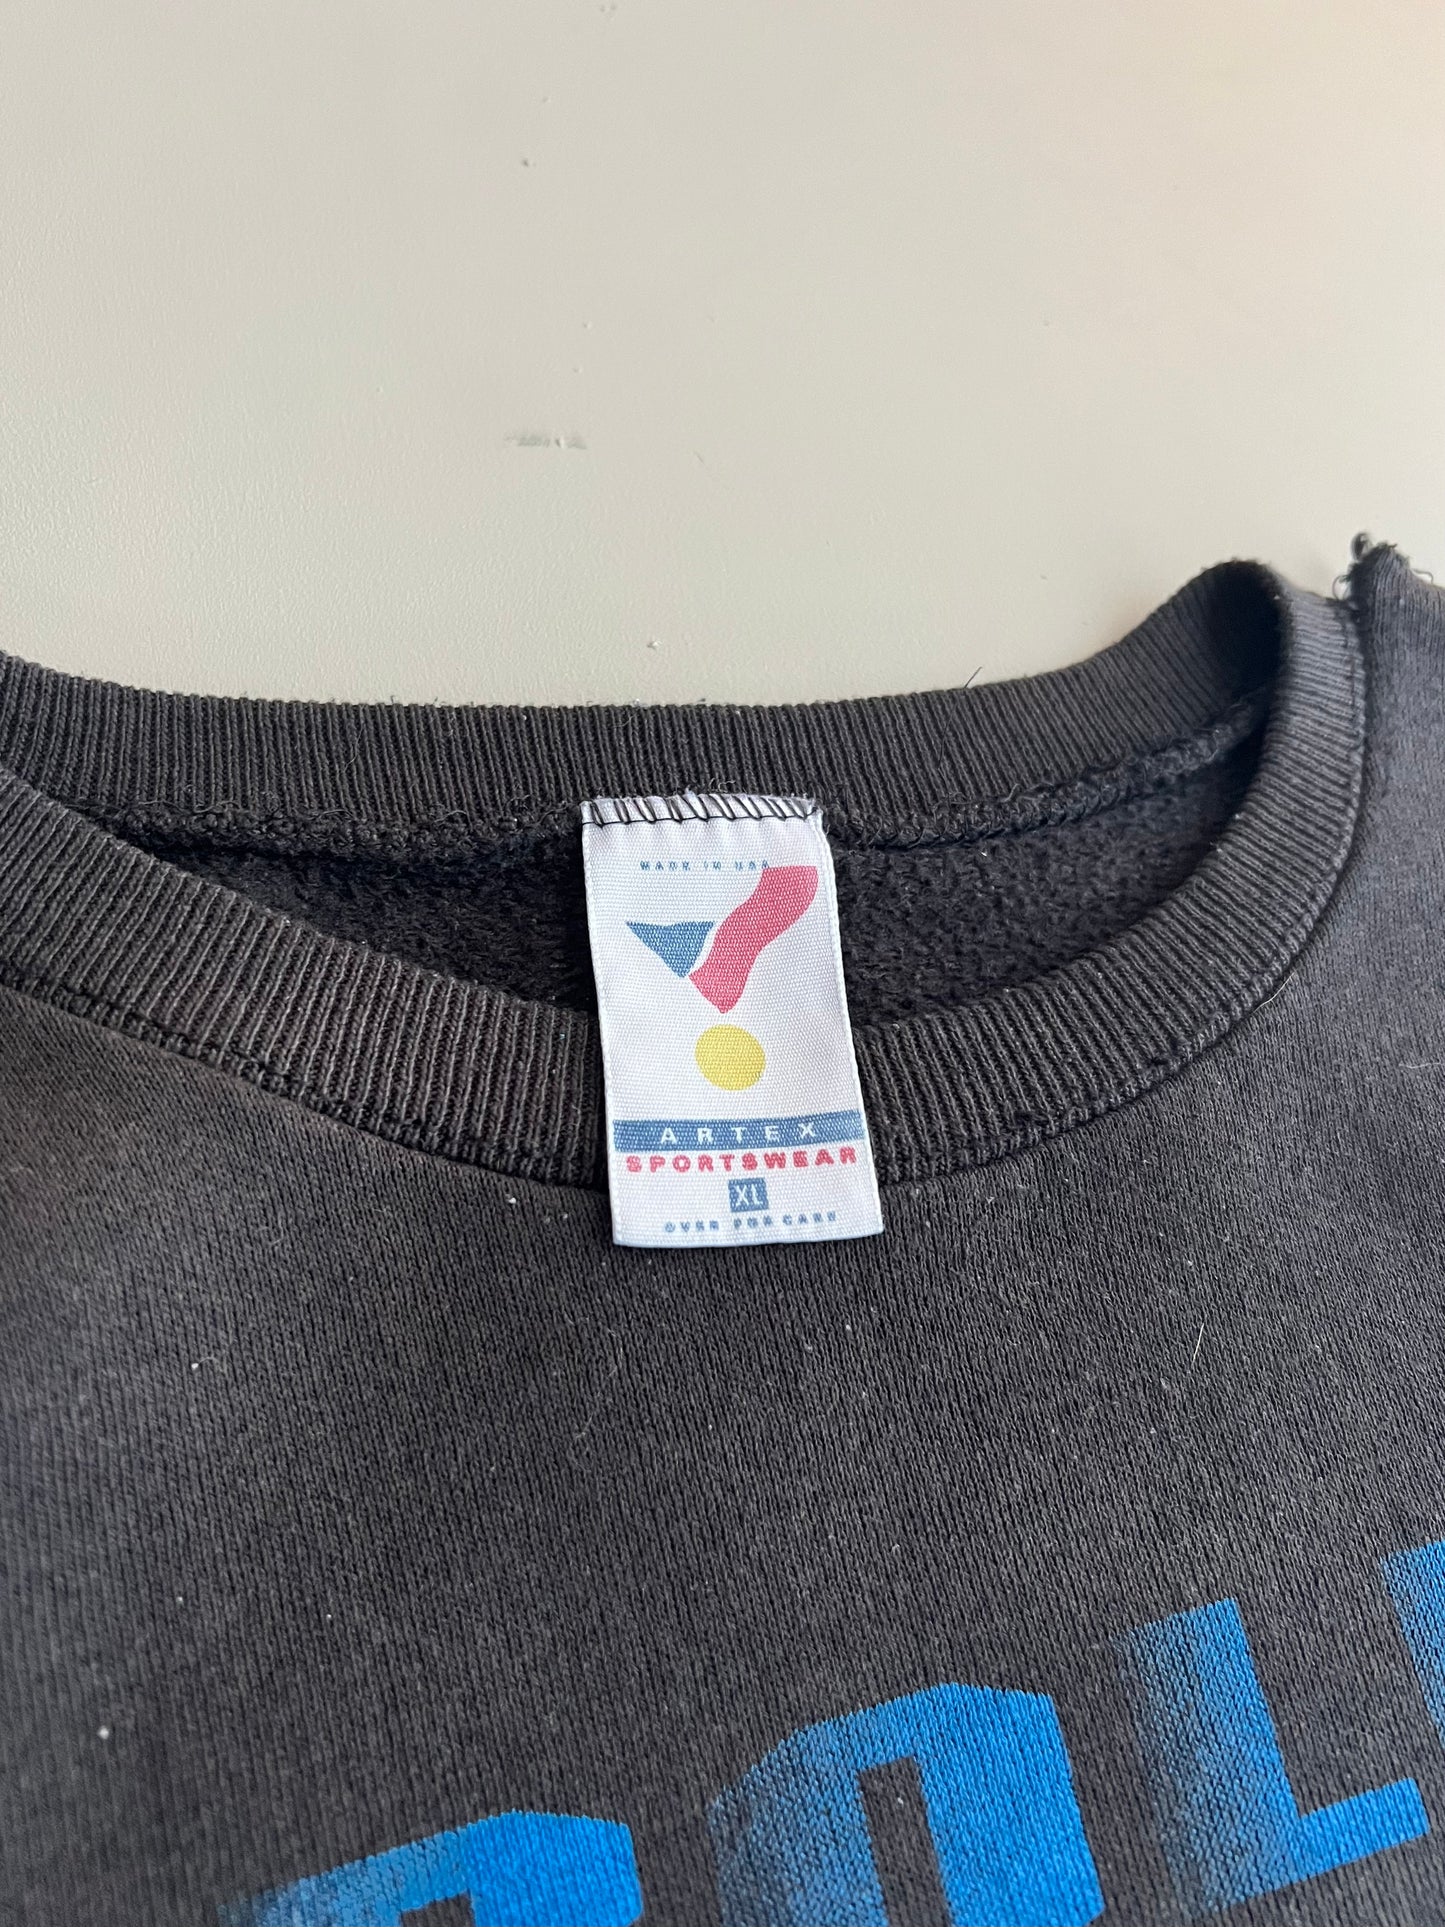 MADE IN USA
ARTEX
SPORTSWEAR
XL
OVER FOR CARE